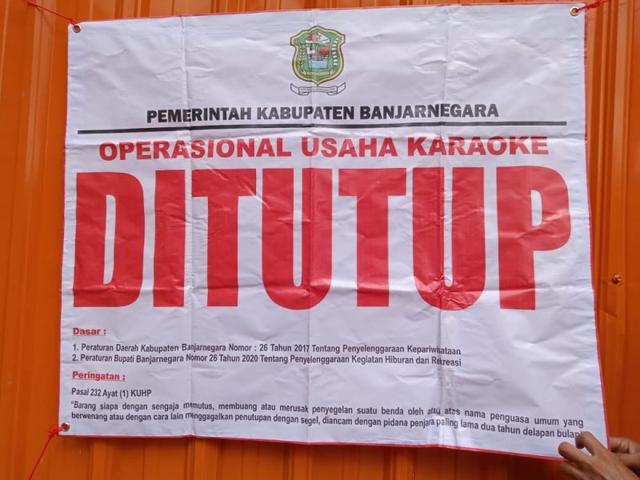 PEMERINTAH KABUPATEN BANJARNEGARA
OPERASIONAL USAHA KARAOKE
DITUTUP
Dasar :
1. Peraturan Daerah Kabupaten Banjarnegara Nomor : 26 Tahun 2017 Tentang Penyelenggaraan Kepariwisataan
2. Peraturan Bupati Banjarnegara Nomor 26 Tahun 2020 Tentang Penyelenggaraan Kegiatan Hiburan dan Rekreasi
Peringatan :
Pasal 232 Ayat (1) KUHP
"Barang siapa dengan sengaja memutus, membuang atau merusak penyegelan suatu benda oleh atau atas nama penguasa umum yang
berwenang atau dengan cara lain menggagalkan penutupan dengan segel, diancam dengan pidana penjara paling lama dua tahun delapan bulan"